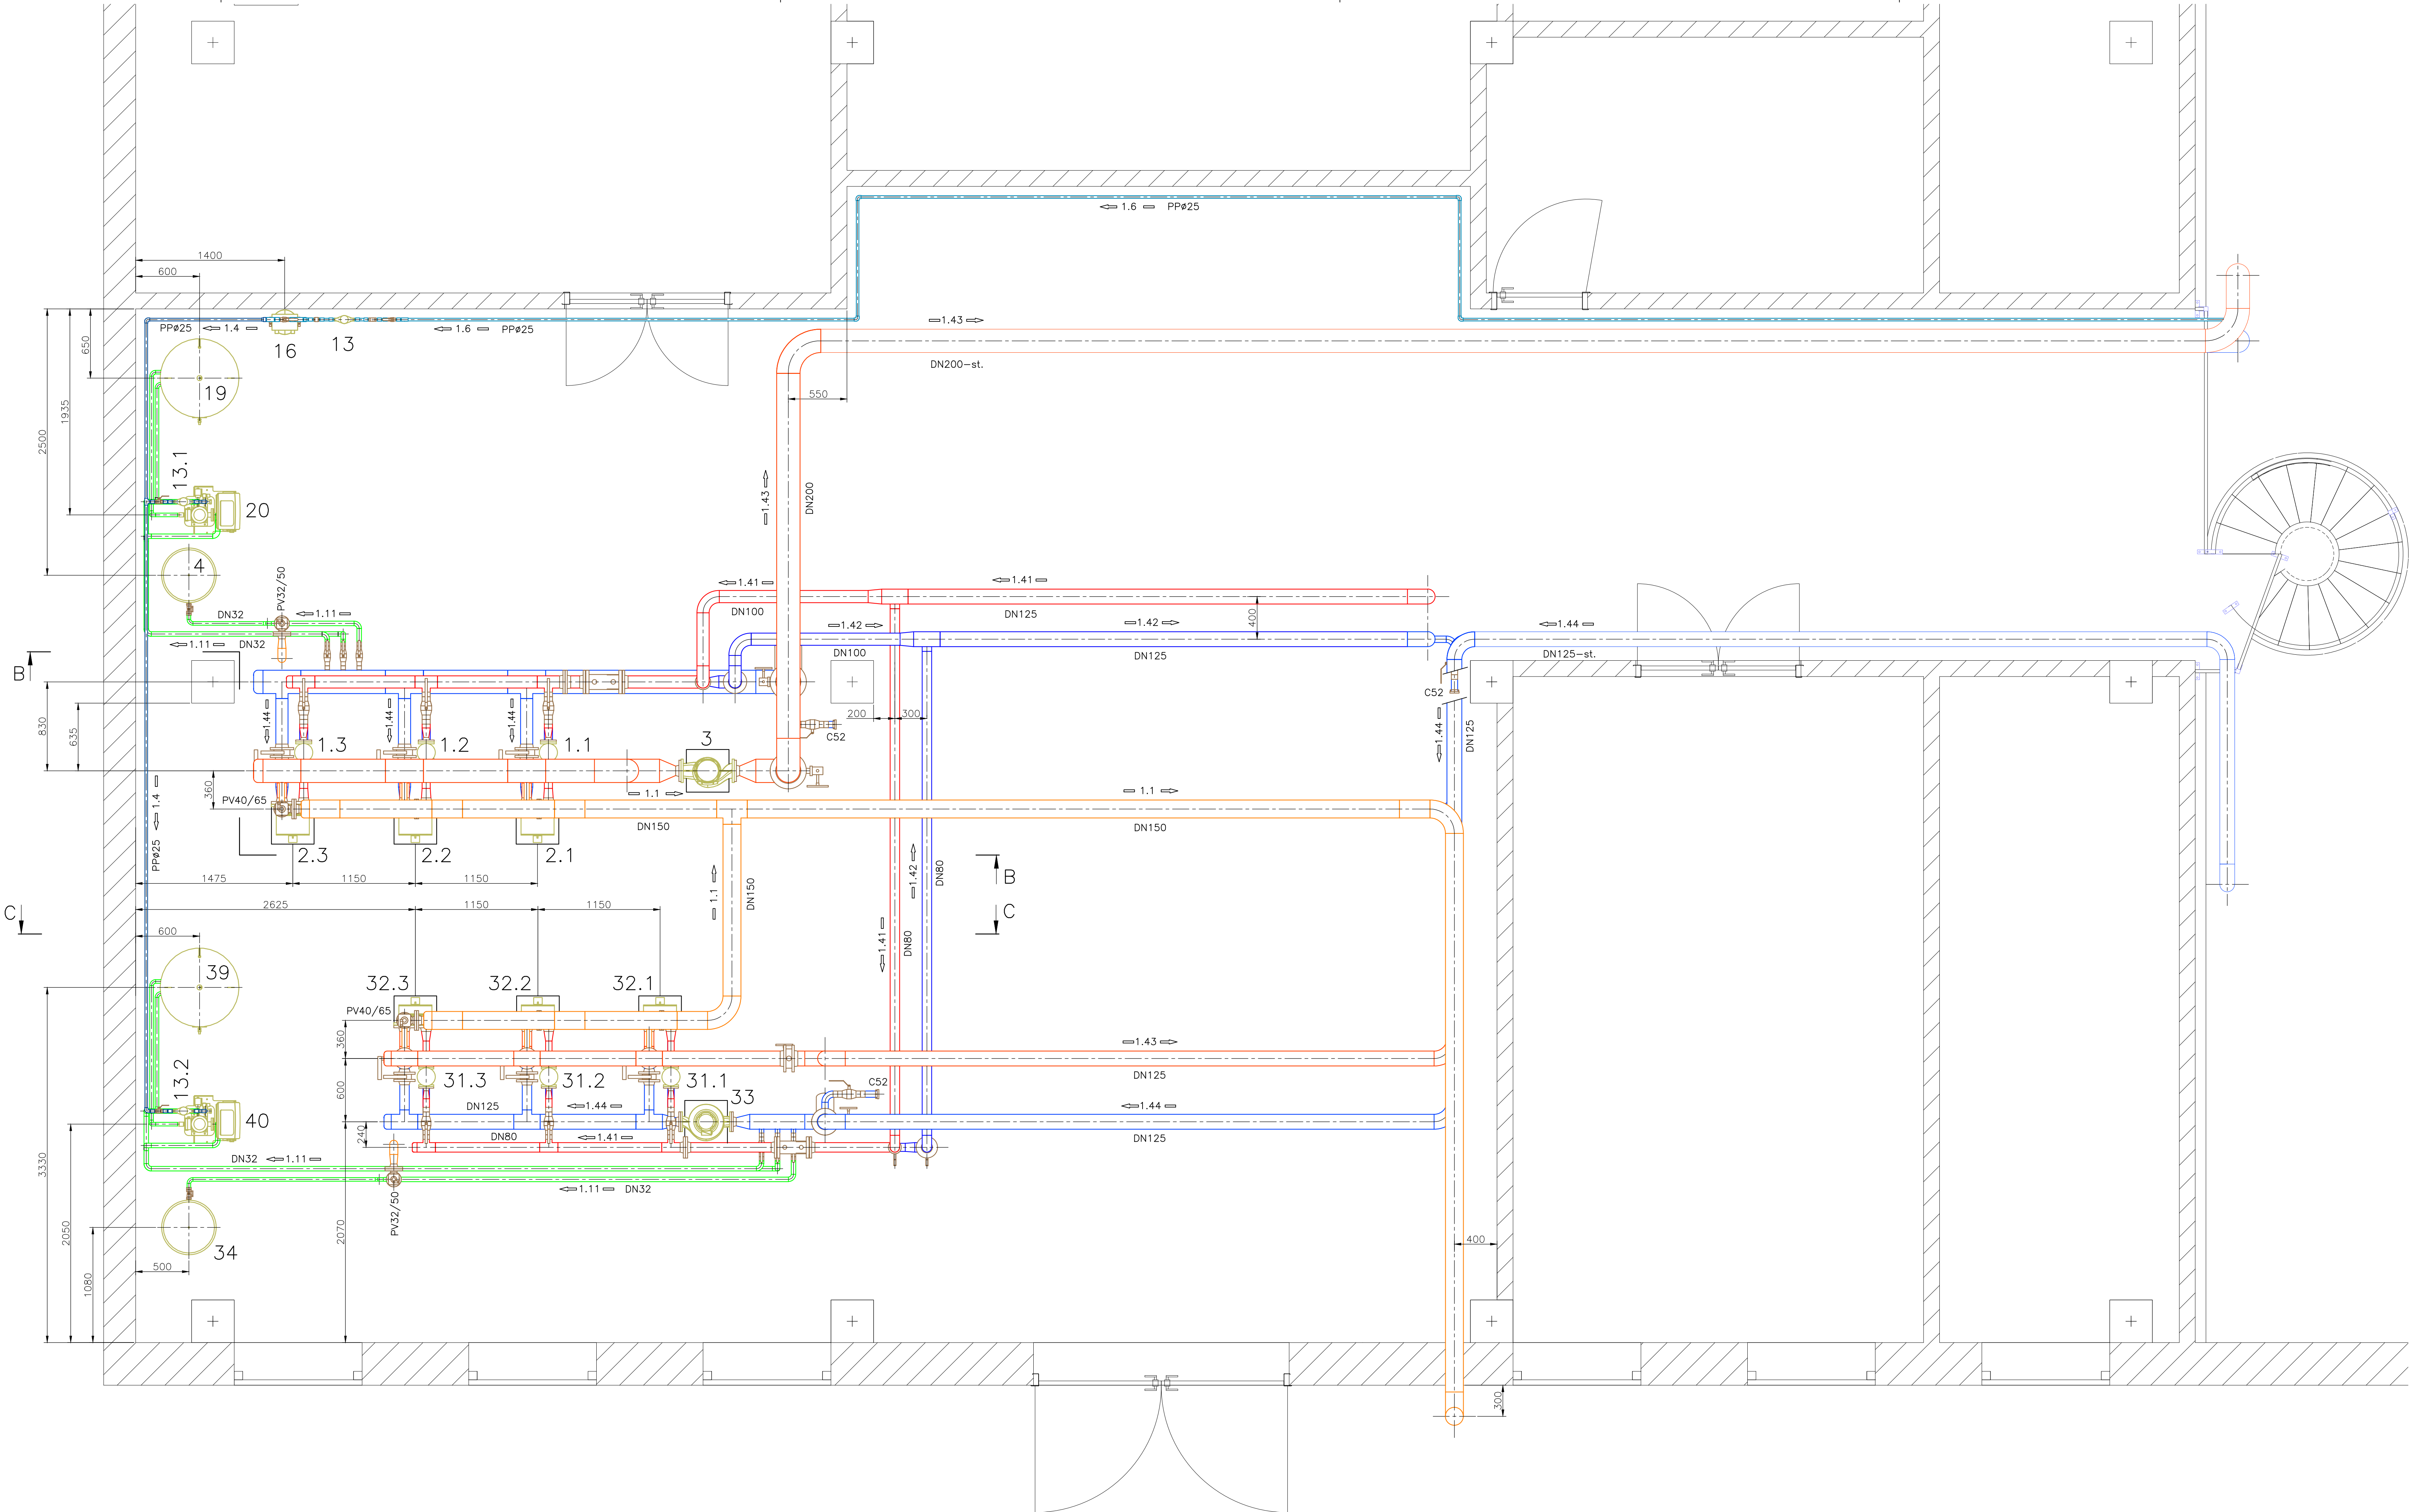 ⇐ 1.6 ═ PPø25
1400
600
PPø25 ⇐ 1.4 ═
16
13
⇐ 1.6 ═ PPø25
═ 1.43 ⇒
DN200-st.
650
1935
2500
19
550
13.1
20
═ 1.43 ⇒
DN200
4
PV32/50
⇐ 1.11 ═
DN32
⇐ 1.11 ═ DN32
⇐ 1.41 ═
DN100
⇐ 1.41 ═
DN125
400
═ 1.42 ⇒
DN100
═ 1.42 ⇒
DN125
⇐ 1.44 ═
DN125-st.
B
C52
830
635
1.44
1.44
1.44
200
300
C52
1.3
1.2
1.1
3
1.44
DN125
360
PV40/65
═ 1.1 ⇒
DN150
═ 1.1 ⇒
DN150
PPø25
1.4
2.3
2.2
2.1
1475
1150
1150
B
C
1.42
DN80
1.1
DN150
2625
1150
1150
C
600
1.41
DN80
39
32.3
32.2
32.1
PV40/65
360
600
═ 1.43 ⇒
DN125
13.2
40
31.3
31.2
31.1
33
C52
DN125
⇐ 1.44 ═
⇐ 1.44 ═
DN125
240
DN80
⇐ 1.41 ═
DN32 ⇐ 1.11 ═
⇐ 1.11 ═ DN32
PV32/50
3330
2050
1080
2070
34
500
400
300